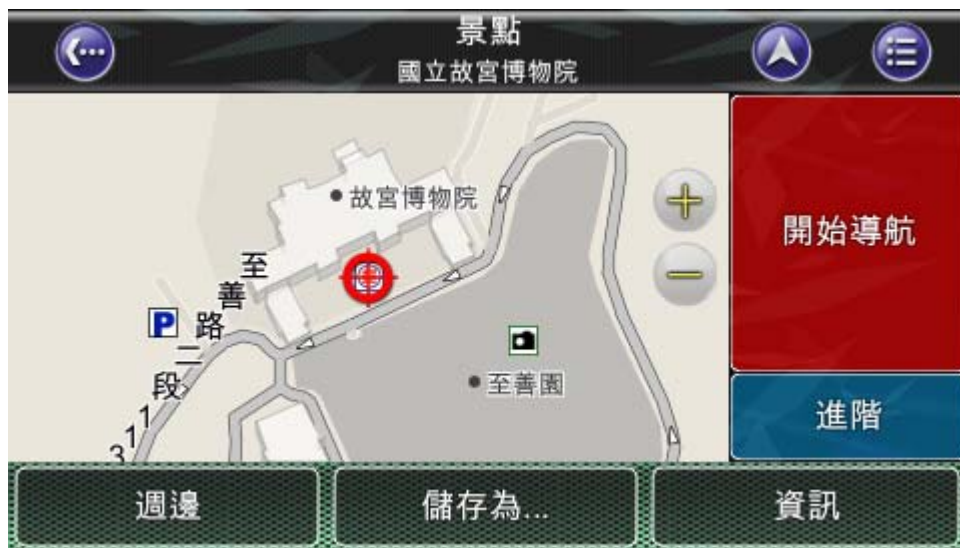 景點
國立故宮博物院
故宮博物院
至善路二段
311
P
至善園
+
−
開始導航
進階
週邊
儲存為...
資訊